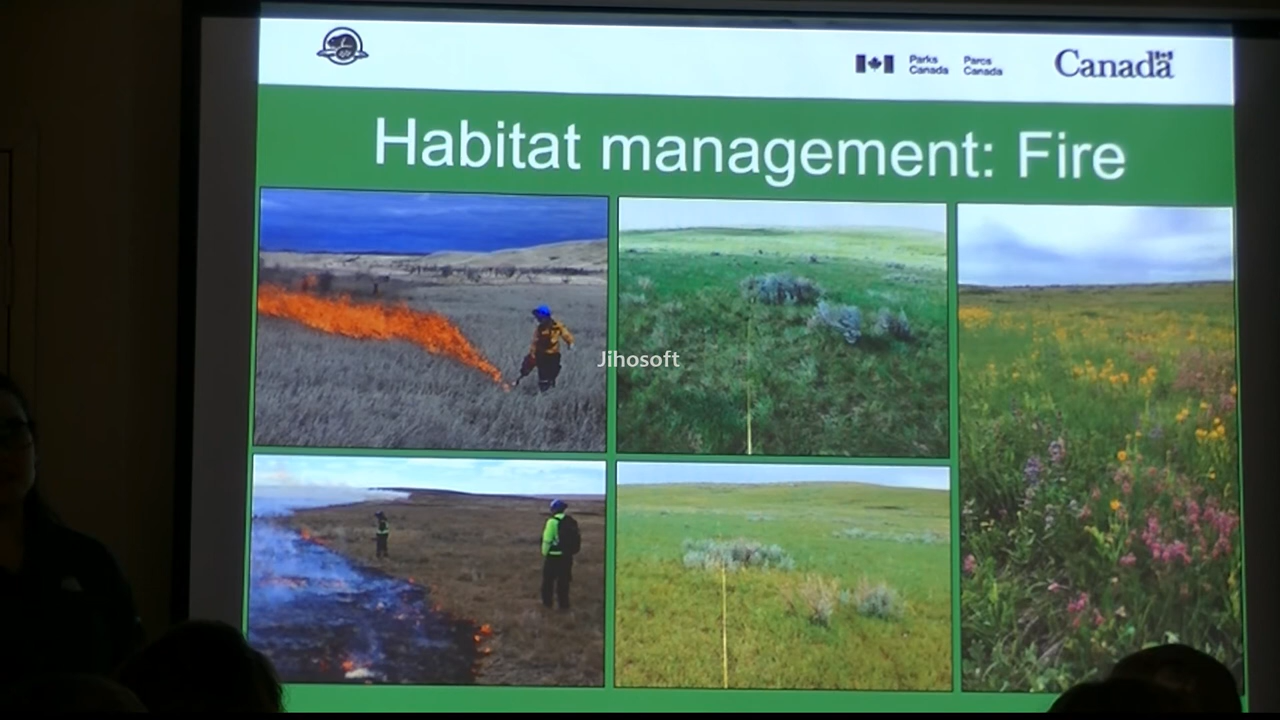 Parks Parcs
Canada Canada
Canada
Habitat management: Fire
Jihosoft